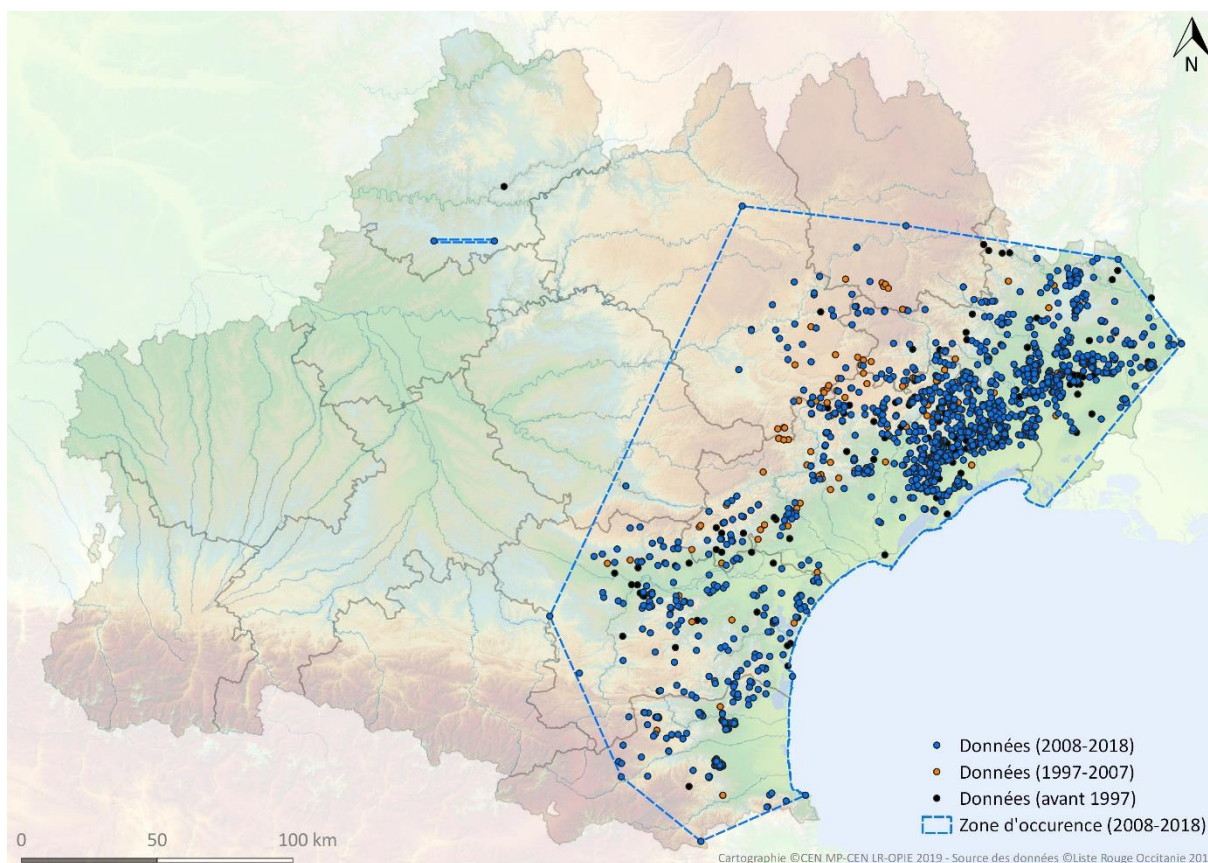 N
Données (2008-2018)
Données (1997-2007)
Données (avant 1997)
Zone d'occurence (2008-2018)
0 50 100 km
Cartographie ©CEN MP-CEN LR-OPIE 2019 - Source des données ©Liste Rouge Occitanie 201